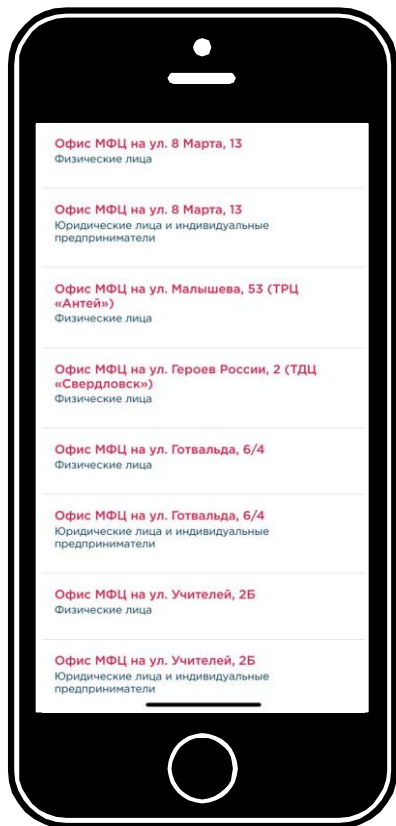 Офис МФЦ на ул. 8 Марта, 13
Физические лица
Офис МФЦ на ул. 8 Марта, 13
Юридические лица и индивидуальные
предприниматели
Офис МФЦ на ул. Малышева, 53 (ТРЦ
«Антей»)
Физические лица
Офис МФЦ на ул. Героев России, 2 (ТДЦ
«Свердловск»)
Физические лица
Офис МФЦ на ул. Готвальда, 6/4
Физические лица
Офис МФЦ на ул. Готвальда, 6/4
Юридические лица и индивидуальные
предприниматели
Офис МФЦ на ул. Учителей, 2Б
Физические лица
Офис МФЦ на ул. Учителей, 2Б
Юридические лица и индивидуальные
предприниматели